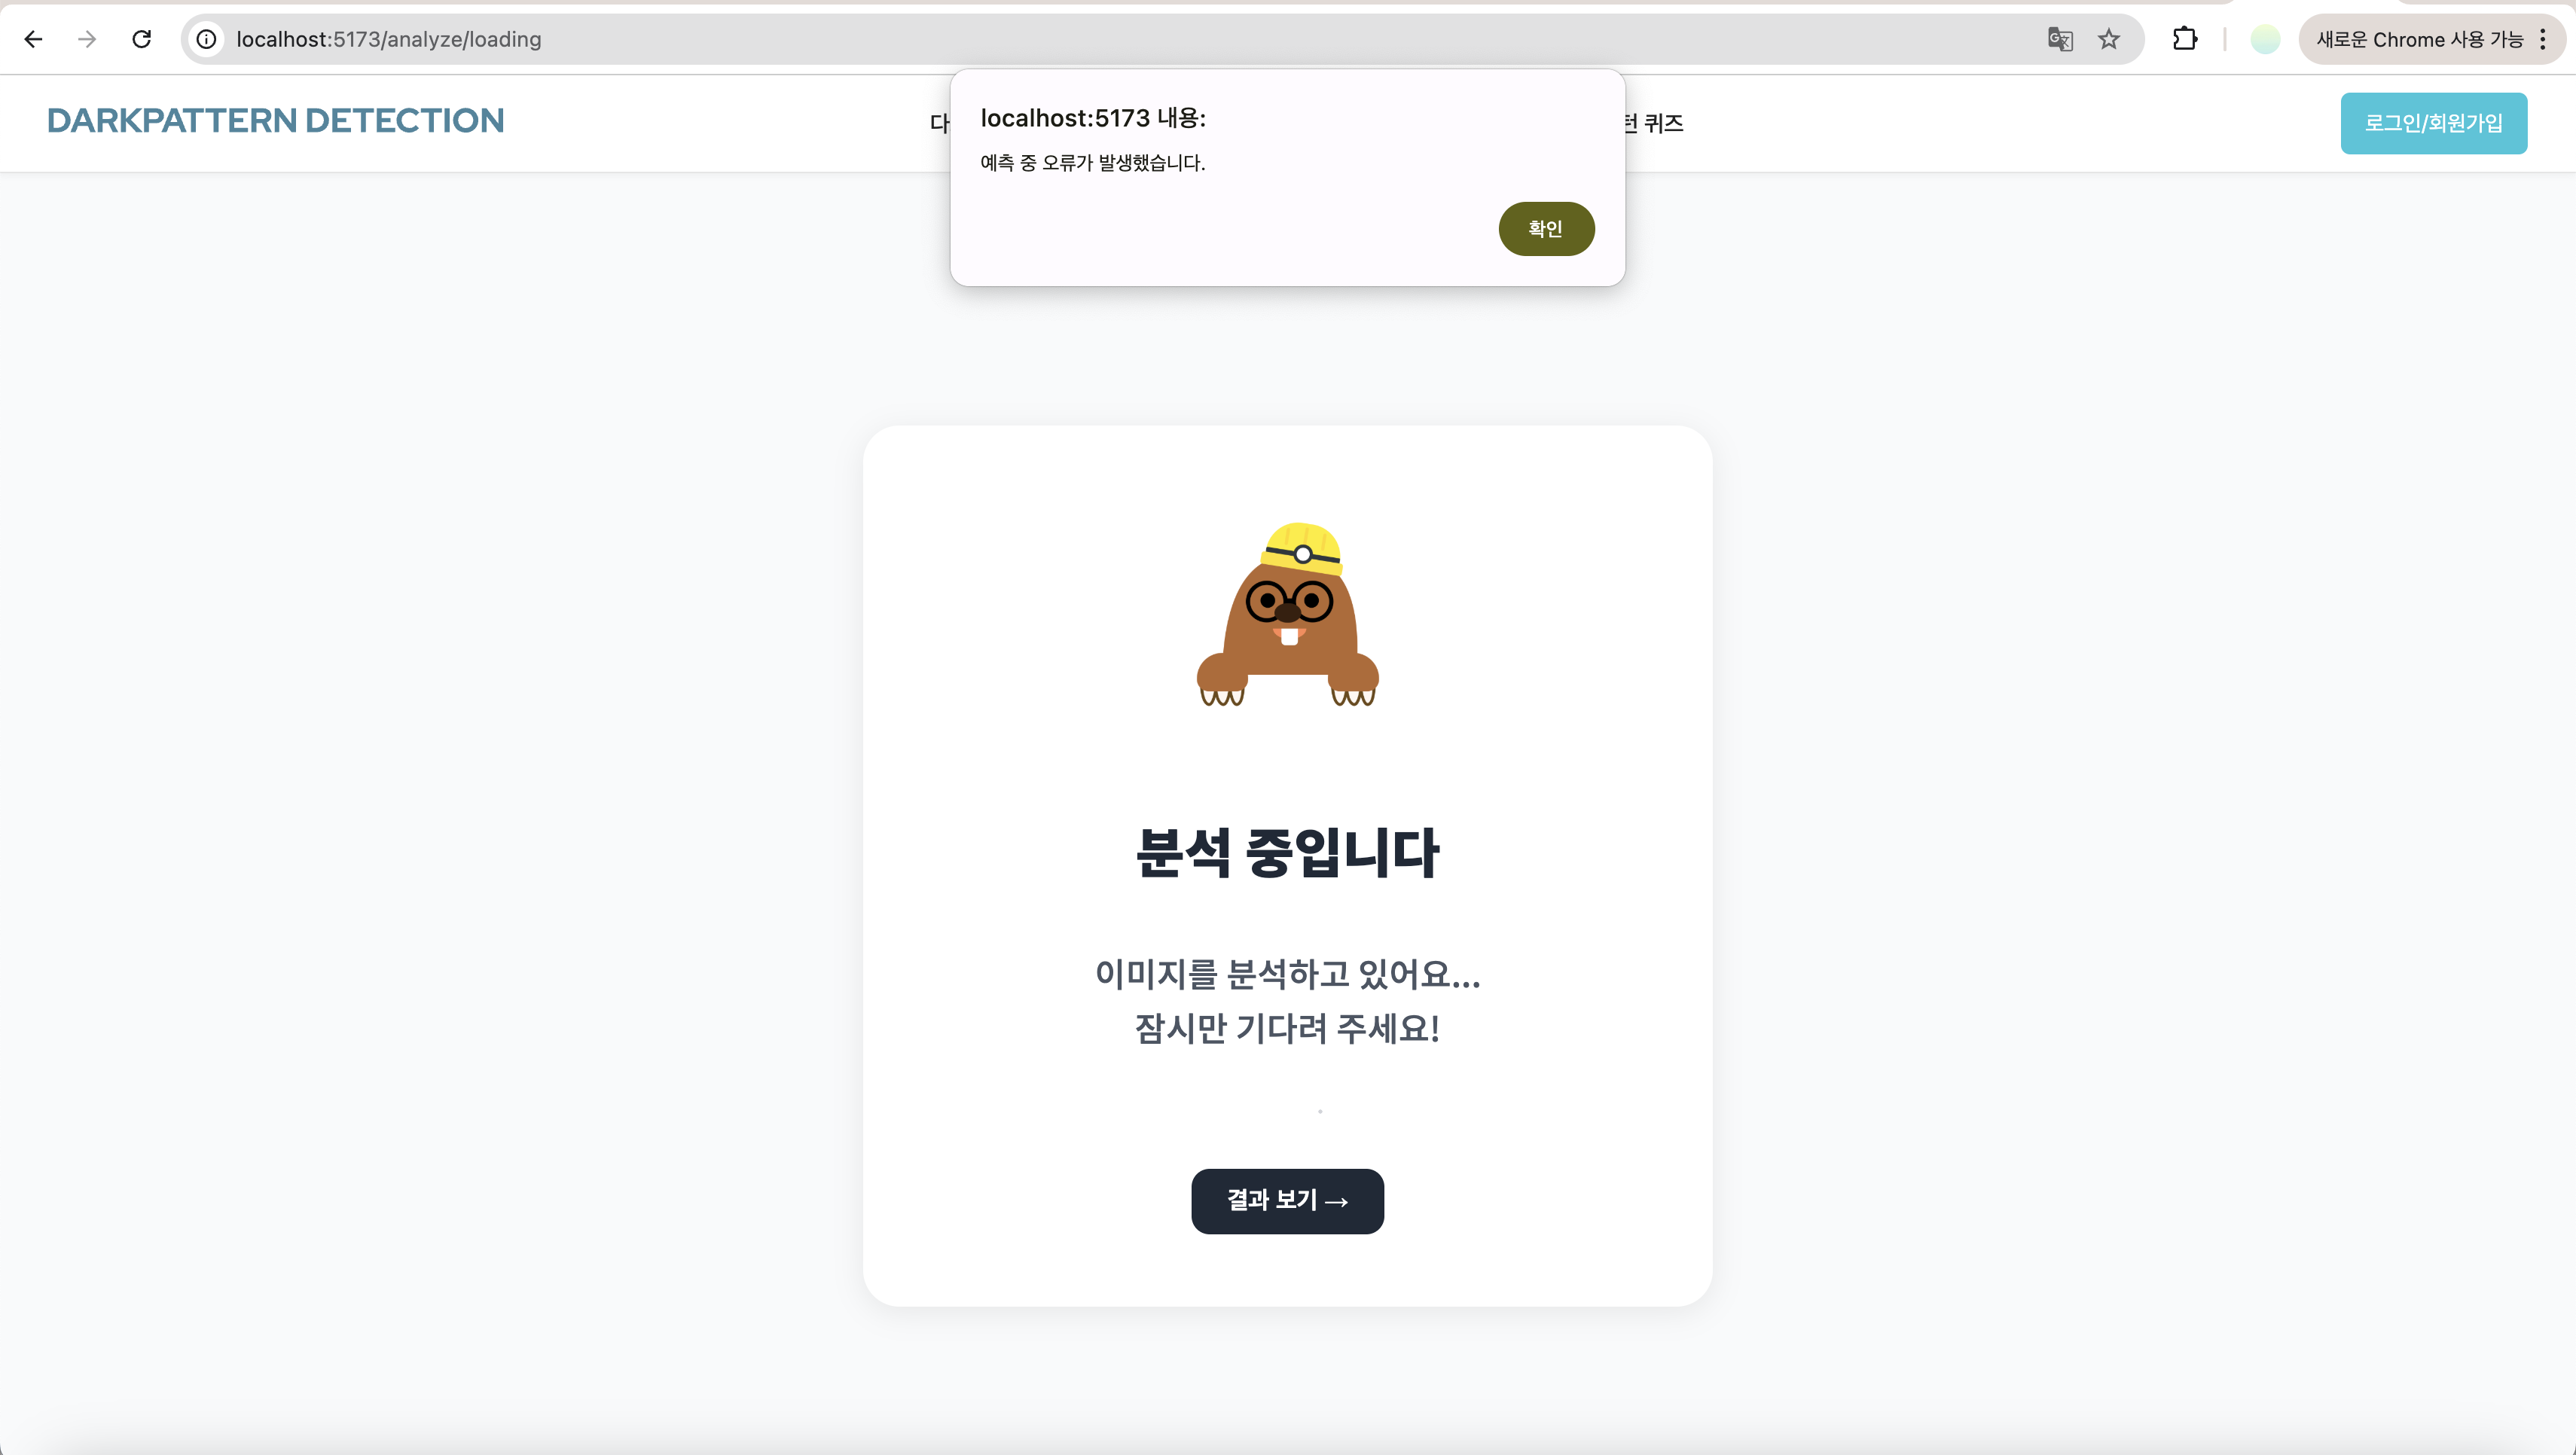 localhost:5173/analyze/loading
새로운 Chrome 사용 가능
DARKPATTERN DETECTION
다
localhost:5173 내용:
예측 중 오류가 발생했습니다.
확인
턴 퀴즈
로그인/회원가입
분석 중입니다
이미지를 분석하고 있어요...
잠시만 기다려 주세요!
결과 보기 →